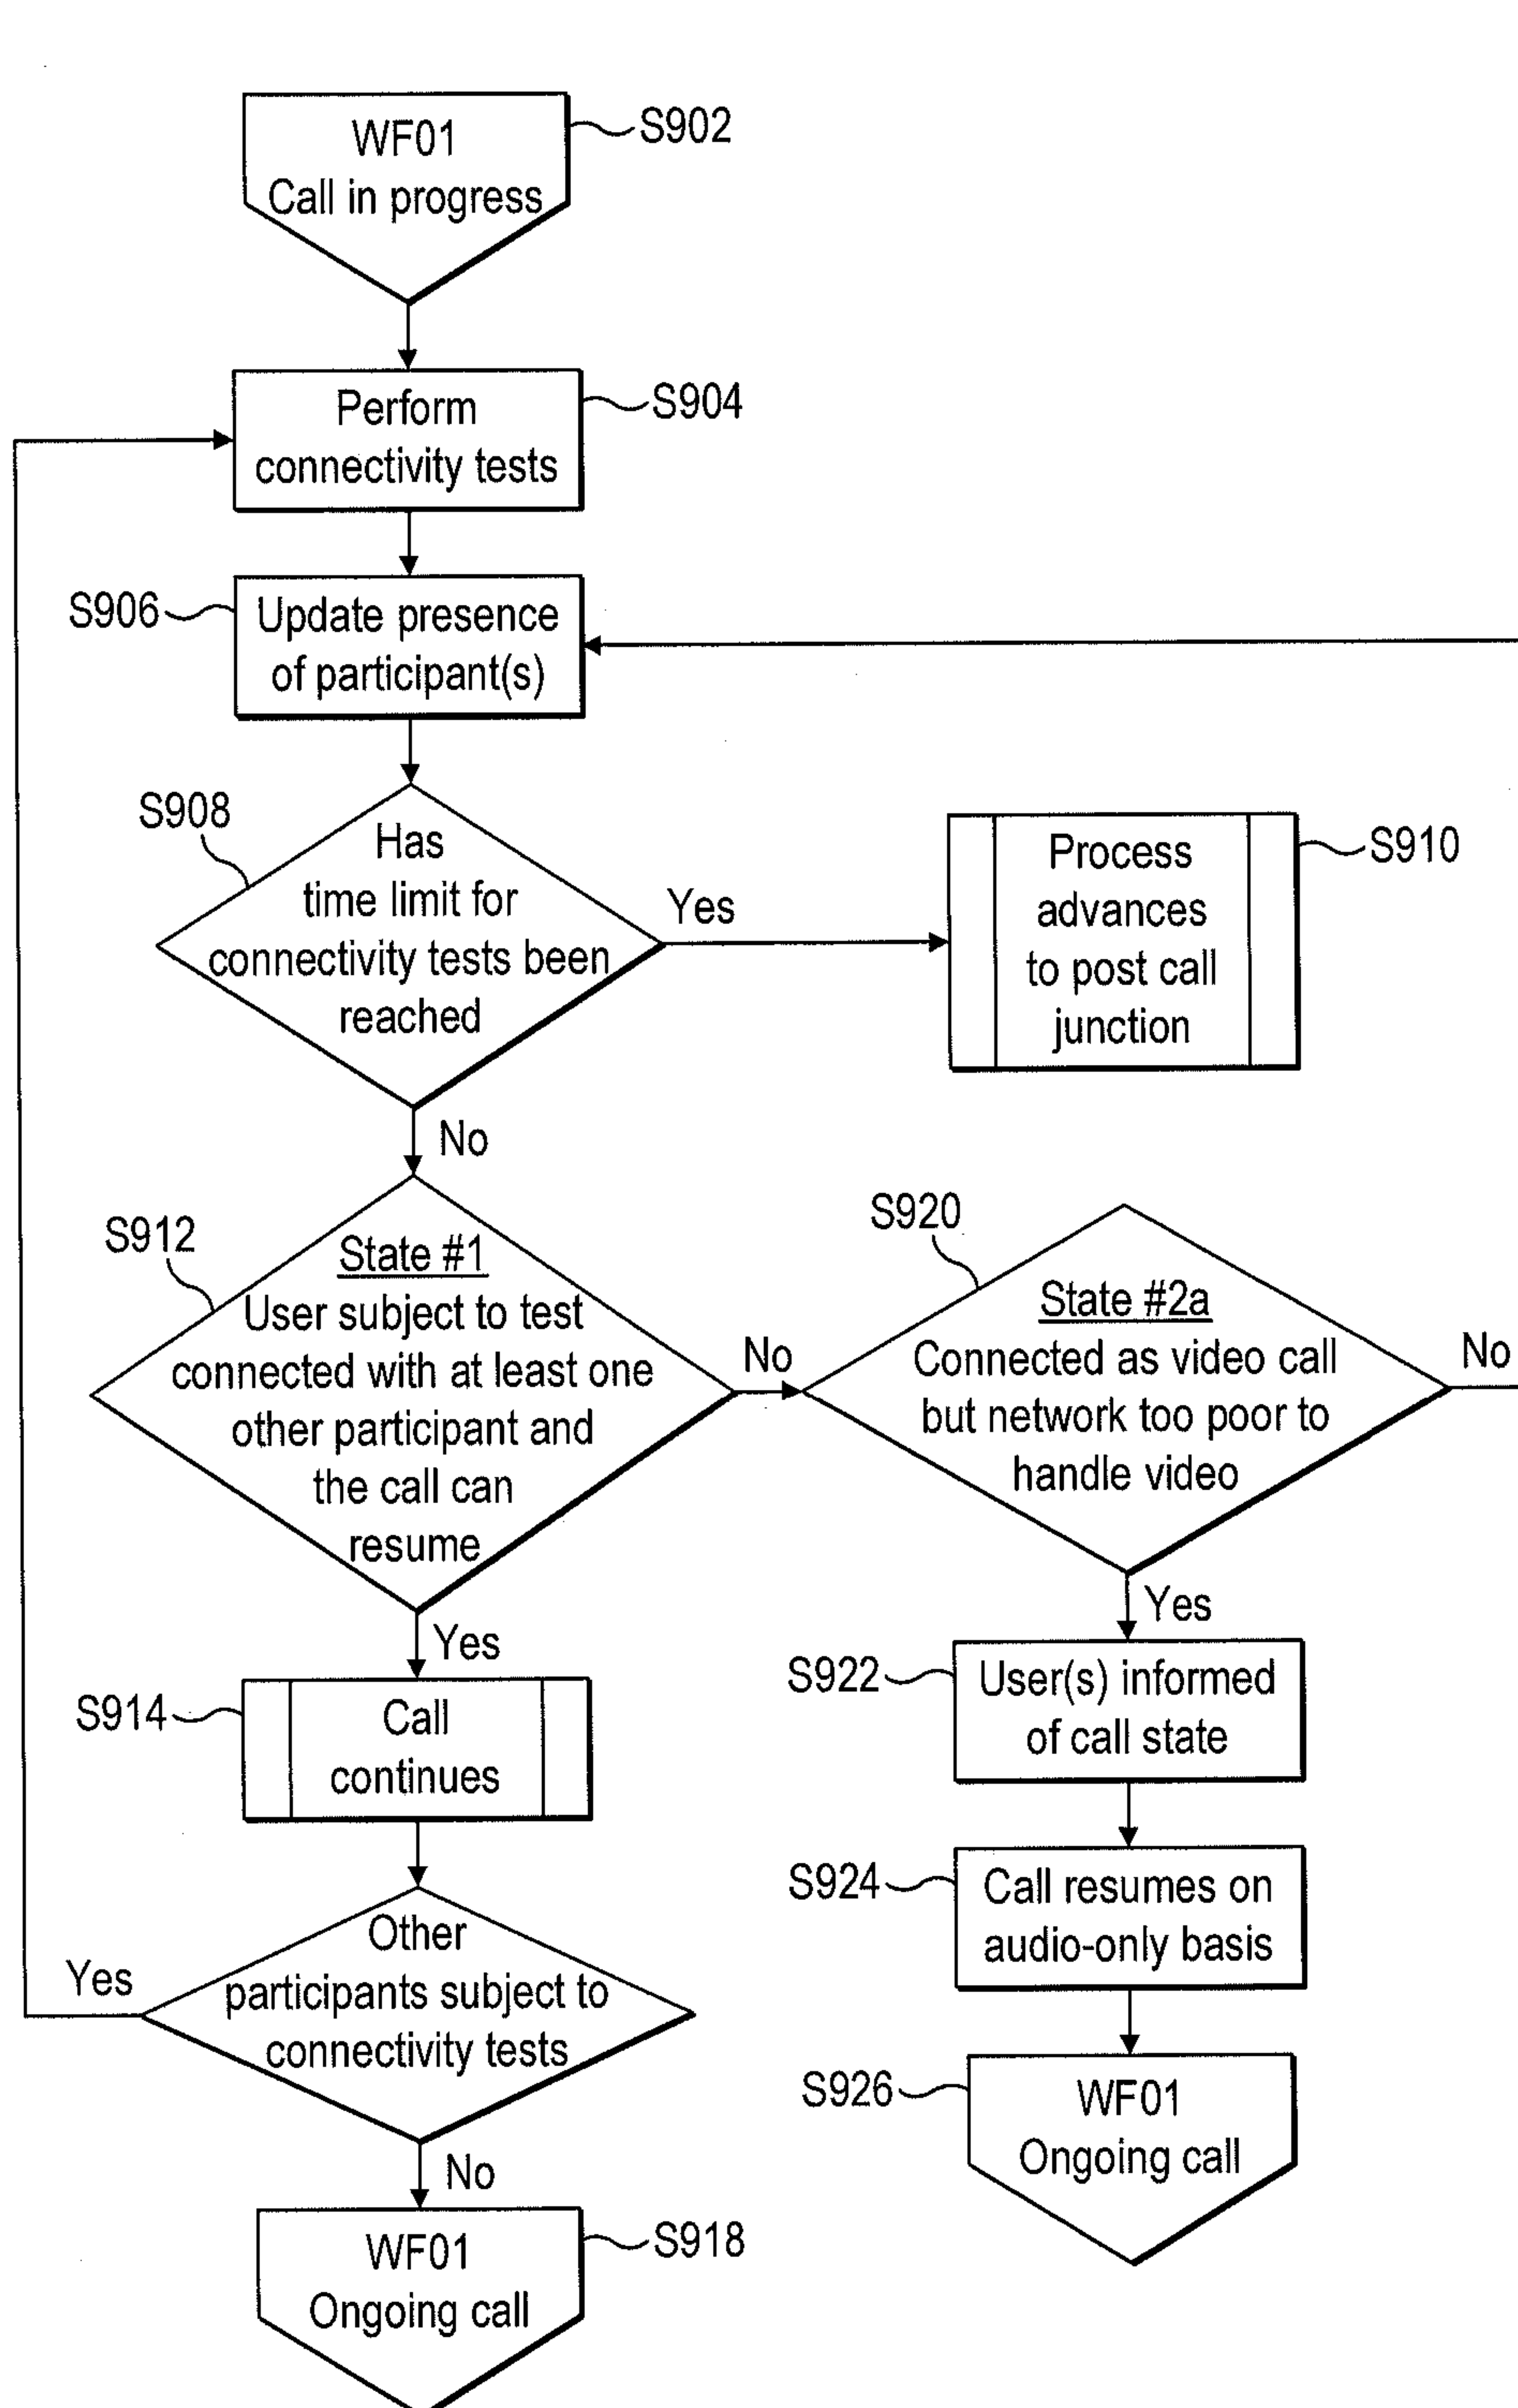 WF01
Call in progress
S902
Perform
connectivity tests
S904
S906
Update presence
of participant(s)
S908
Has
time limit for
connectivity tests been
reached
Yes
Process
advances
to post call
junction
S910
No
S912
State #1
User subject to test
connected with at least one
other participant and
the call can
resume
No
S920
State #2a
Connected as video call
but network too poor to
handle video
No
Yes
S914
Call
continues
Yes
S922
User(s) informed
of call state
S924
Call resumes on
audio-only basis
Other
participants subject to
connectivity tests
Yes
No
S926
WF01
Ongoing call
WF01
Ongoing call
S918